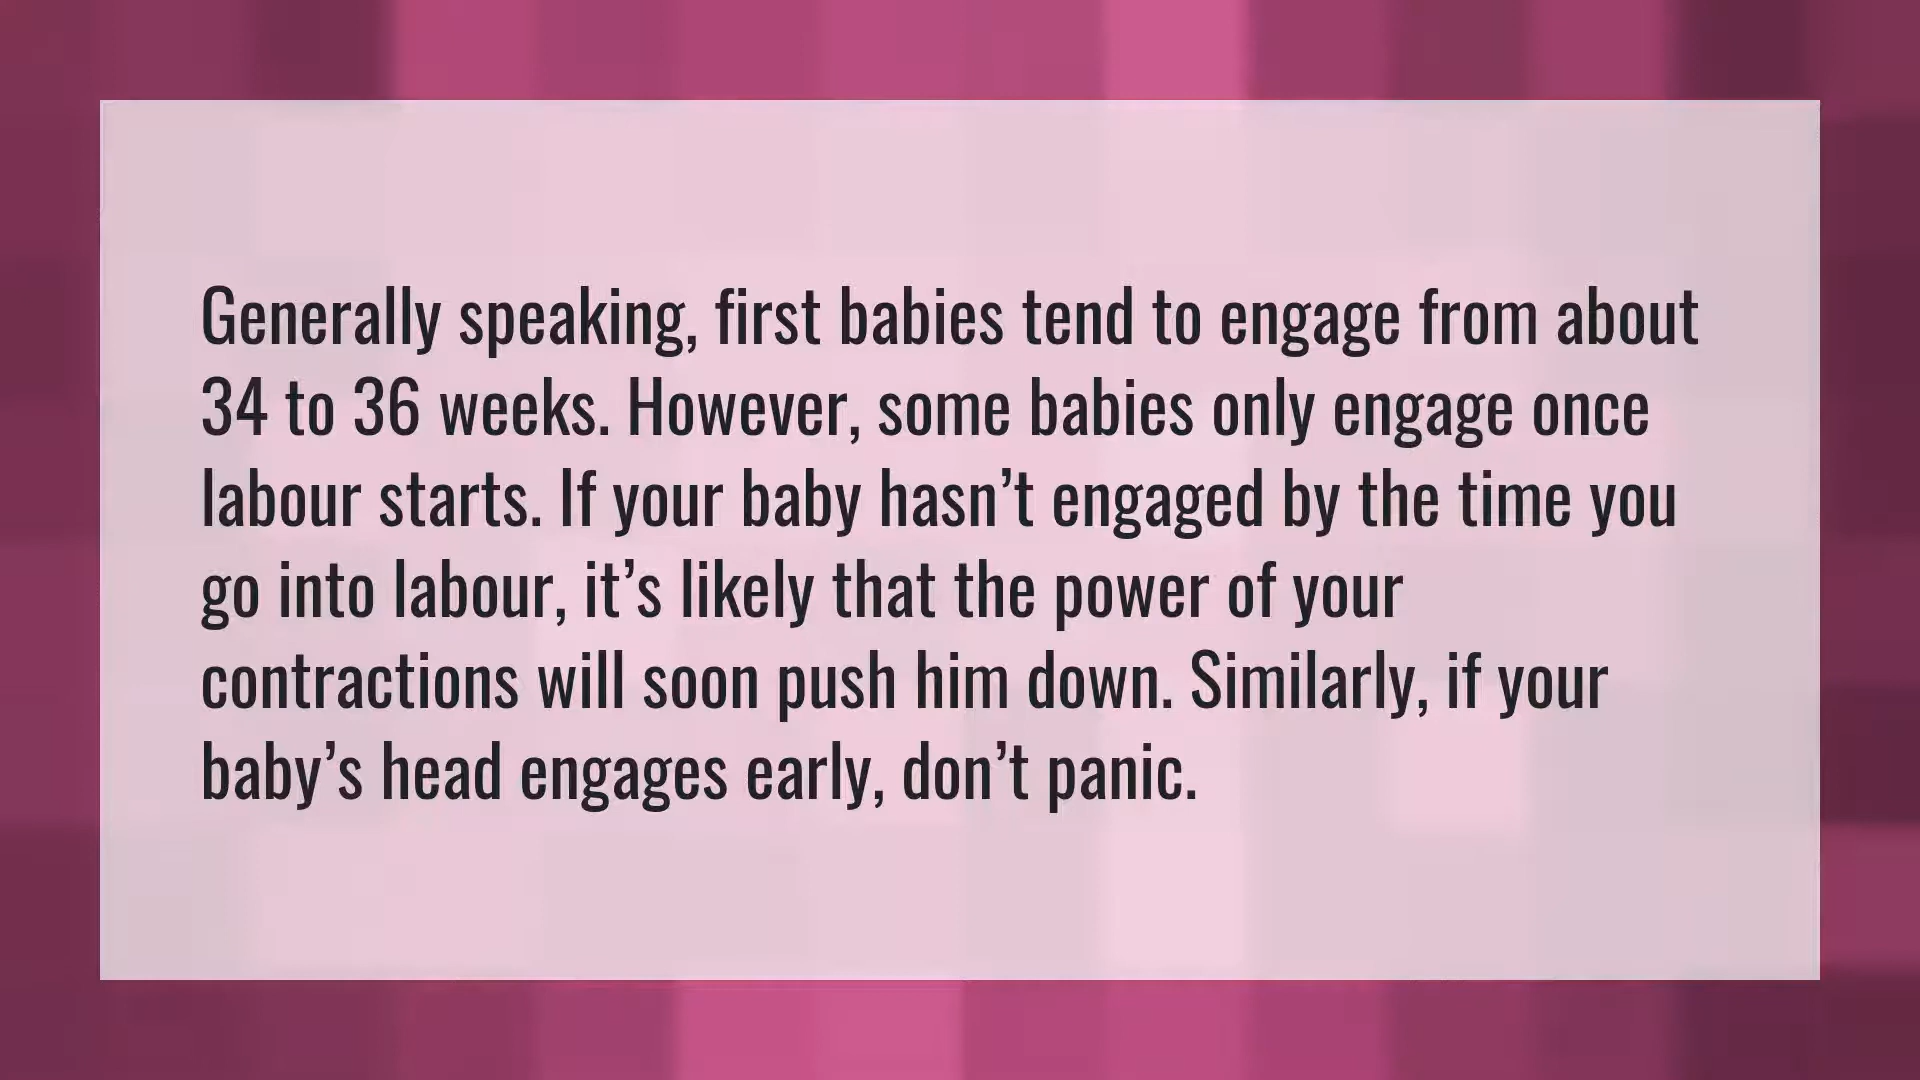 Generally speaking, first babies tend to engage from about
34 to 36 weeks. However, some babies only engage once
labour starts. If your baby hasn’t engaged by the time you
go into labour, it’s likely that the power of your
contractions will soon push him down. Similarly, if your
baby’s head engages early, don’t panic.